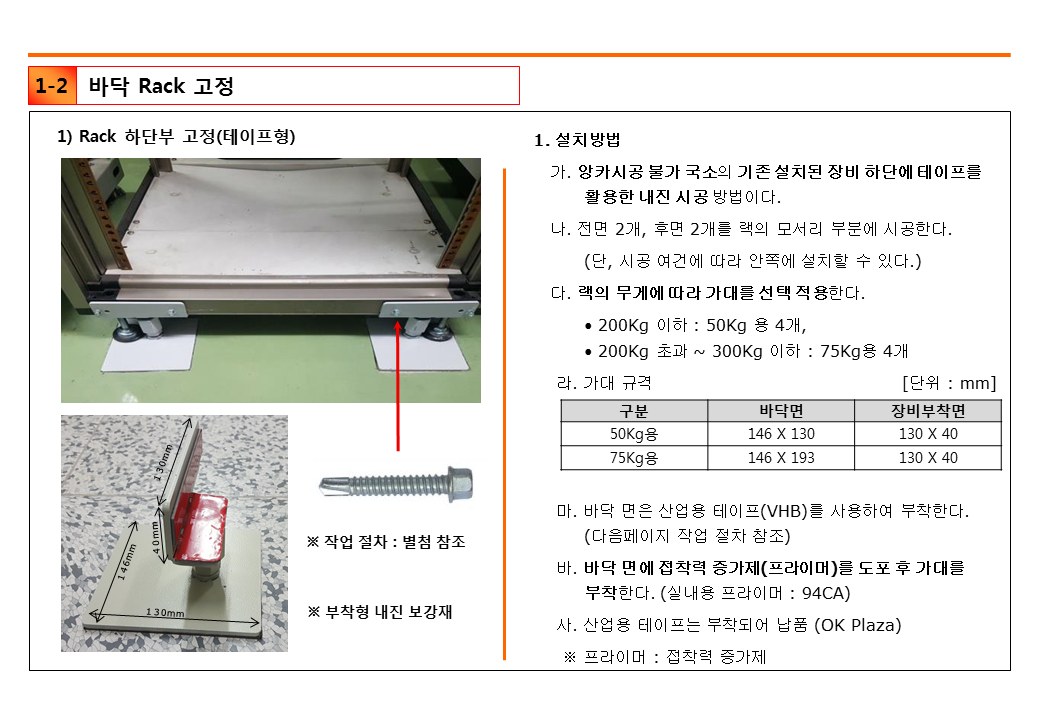 1-2 바닥 Rack 고정
1) Rack 하단부 고정(테이프형)
130mm
40mm
146mm
130mm
※ 작업 절차 : 별첨 참조
※ 부착형 내진 보강재
1. 설치방법
가. 앙카시공 불가 국소의 기존 설치된 장비 하단에 테이프를
활용한 내진 시공 방법이다.
나. 전면 2개, 후면 2개를 랙의 모서리 부분에 시공한다.
(단, 시공 여건에 따라 안쪽에 설치할 수 있다.)
다. 랙의 무게에 따라 가대를 선택 적용한다.
• 200Kg 이하 : 50Kg 용 4개,
• 200Kg 초과 ~ 300Kg 이하 : 75Kg용 4개
라. 가대 규격 [단위 : mm]
구분 바닥면 장비부착면
50Kg용 146 X 130 130 X 40
75Kg용 146 X 193 130 X 40
마. 바닥 면은 산업용 테이프(VHB)를 사용하여 부착한다.
(다음페이지 작업 절차 참조)
바. 바닥 면에 접착력 증가제(프라이머)를 도포 후 가대를
부착한다. (실내용 프라이머 : 94CA)
사. 산업용 테이프는 부착되어 납품 (OK Plaza)
※ 프라이머 : 접착력 증가제